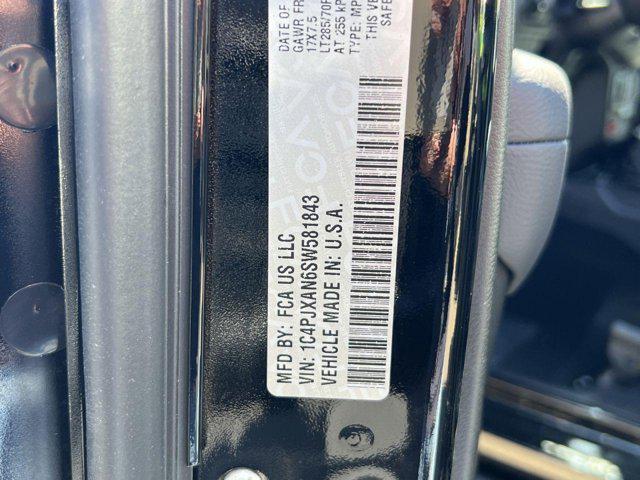 MFD BY: FCA US LLC
DATE OF
VIN: 1C4PJXAN6SW581843
GAWR FR
17X7.5
VEHICLE MADE IN: U.S.A.
LT285/70R
AT 255 kP
TYPE: MP
THIS VE
SAFE